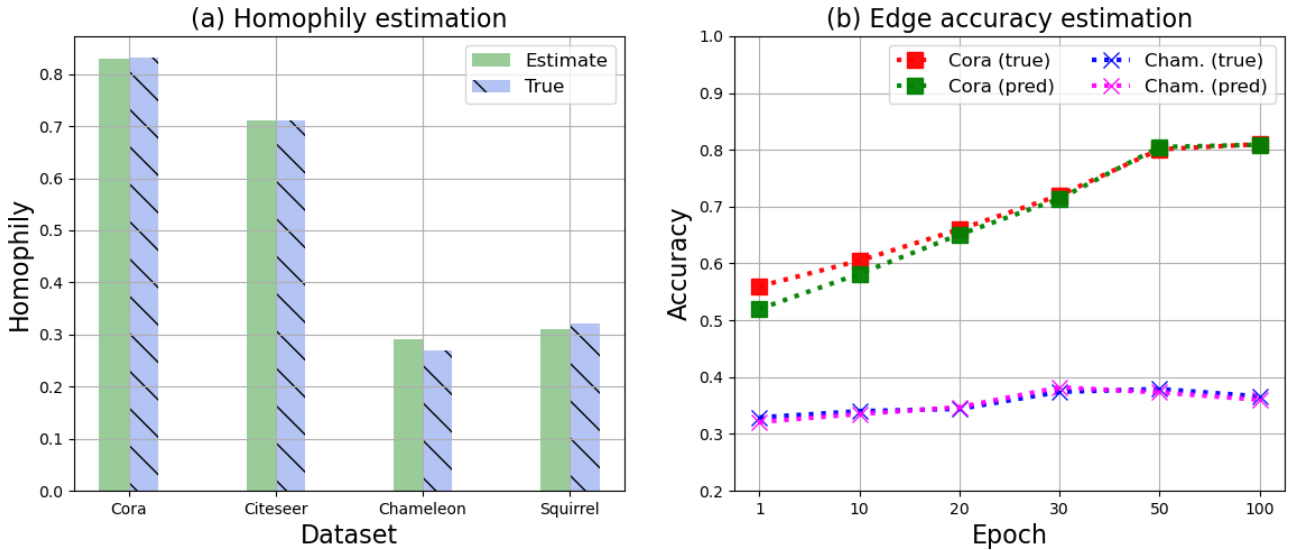 (a) Homophily estimation
Homophily
0.8
0.7
0.6
0.5
0.4
0.3
0.2
0.1
0.0
Estimate
True
Cora
Citeseer
Chameleon
Squirrel
Dataset
(b) Edge accuracy estimation
Accuracy
1.0
0.9
0.8
0.7
0.6
0.5
0.4
0.3
0.2
Cora (true)
Cora (pred)
Cham. (true)
Cham. (pred)
1
10
20
30
50
100
Epoch